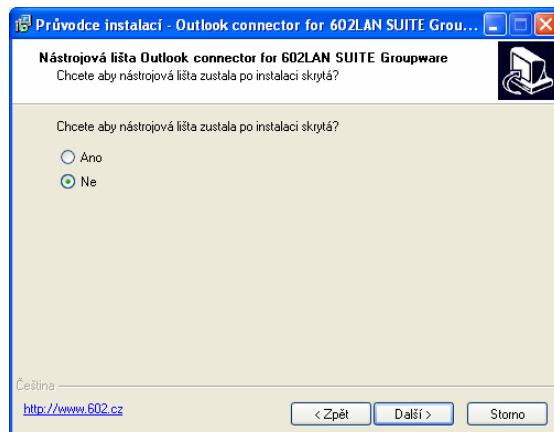 Průvodce instalací - Outlook connector for 602LAN SUITE Grou...
Nástrojová lišta Outlook connector for 602LAN SUITE Groupware
Chcete aby nástrojová lišta zustala po instalaci skrytá?
Chcete aby nástrojová lišta zustala po instalaci skrytá?
Ano
Ne
Čeština
http://www.602.cz
< Zpět
Další >
Storno